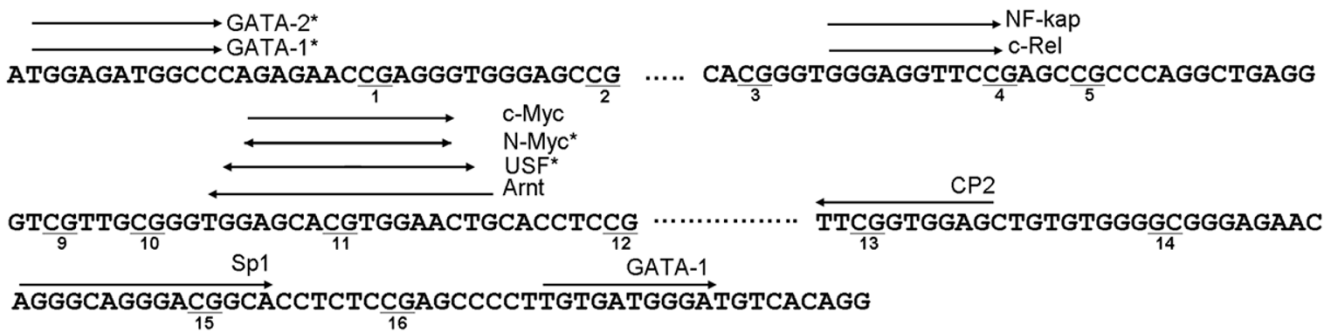 GATA-2* NF-kap
GATA-1* c-Rel
ATGGAGATGGCCCAGAGAACCGAGGGTGGGAGCCG ..... CACGGGTGGGAGGTTCCGAGCCGCCCAGGCTGAGG
1 2 3 4 5
c-Myc
N-Myc*
USF*
Arnt CP2
GTCGTTGCGGGTGGAGCACGTGGAACTGCACCTCCG ................ TTCGGTGGAGCTGTGTGGGGCGGGAGAAC
9 10 11 12 13 14
Sp1 GATA-1
AGGGCAGGGACGGCACCTCTCCGAGCCCCTTGTGATGGGATGTCACAGG
15 16